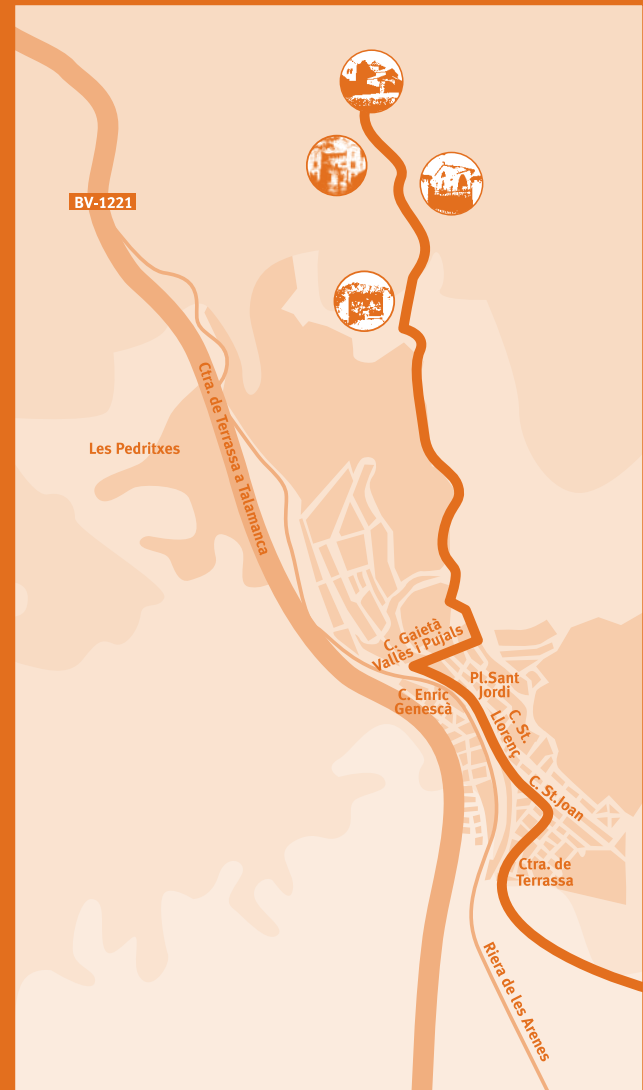 BV-1221
Ctra. de Terrassa a Talamanca
Les Pedritxes
C. Gaietà
Vallès i Pujals
C. Enric
Genescà
Pl.Sant
Jordi
C. St.
Llorenç
C. St.Joan
Ctra. de
Terrassa
Riera de les Arenes